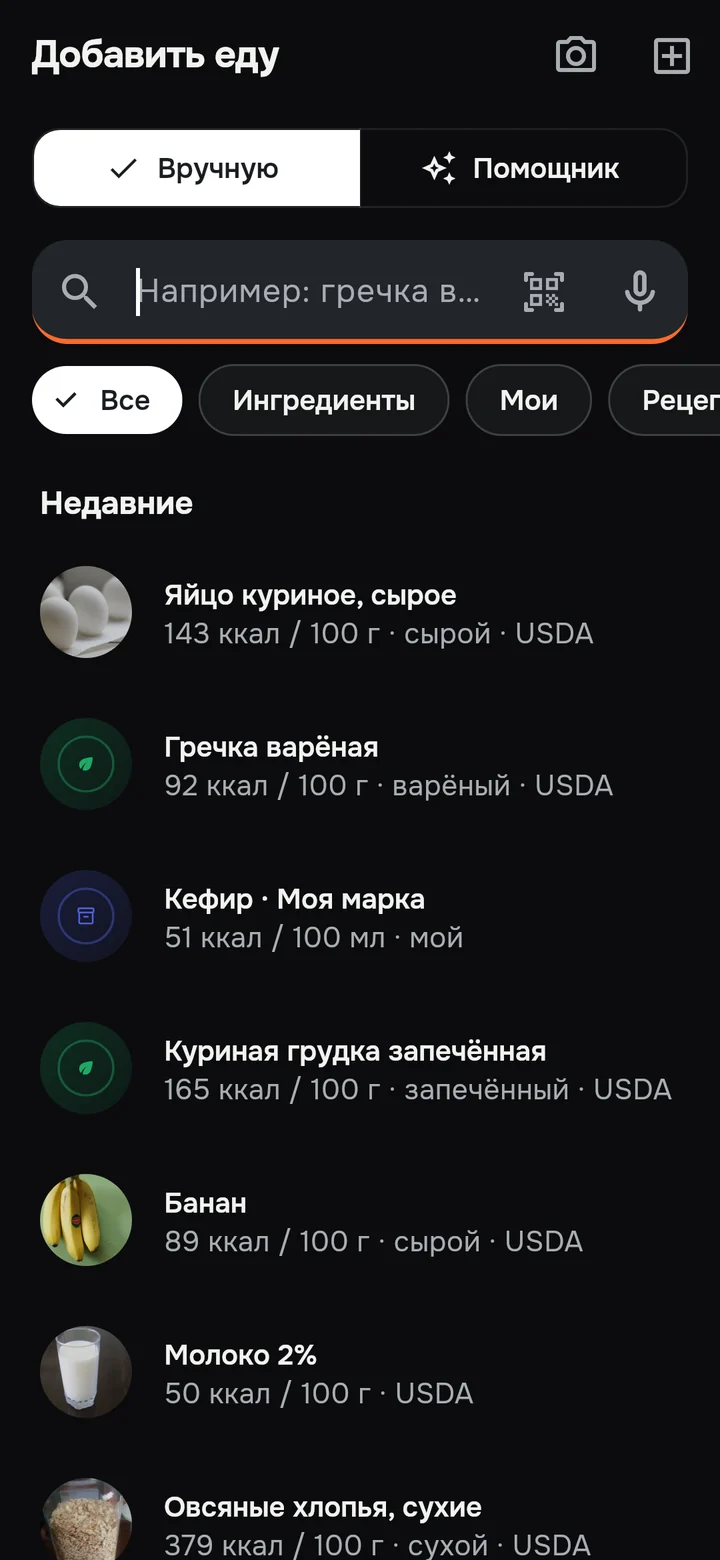 Добавить еду
Вручную
Помощник
Например: гречка в...
Все
Ингредиенты
Мои
Рецеп
Недавние
Яйцо куриное, сырое
143 ккал / 100 г · сырой · USDA
Гречка варёная
92 ккал / 100 г · варёный · USDA
Кефир · Моя марка
51 ккал / 100 мл · мой
Куриная грудка запечённая
165 ккал / 100 г · запечённый · USDA
Банан
89 ккал / 100 г · сырой · USDA
Молоко 2%
50 ккал / 100 г · USDA
Овсяные хлопья, сухие
379 ккал / 100 г · сухой · USDA